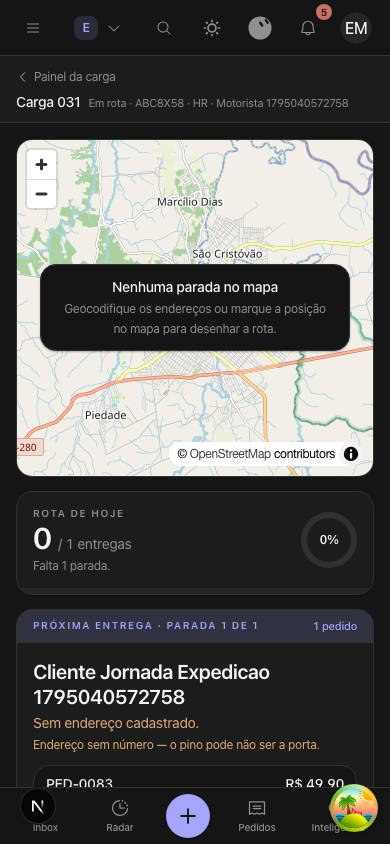 E
5
EM
Painel da carga
Carga 031 Em rota · ABC8X58 · HR · Motorista 1795040572758
+
−
Marcílio Dias
São Cristóvão
Nenhuma parada no mapa
Geocodifique os endereços ou marque a posição
no mapa para desenhar a rota.
Piedade
-280
© OpenStreetMap contributors
ROTA DE HOJE
0 / 1 entregas
Falta 1 parada.
0%
PRÓXIMA ENTREGA · PARADA 1 DE 1
1 pedido
Cliente Jornada Expedicao
1795040572758
Sem endereço cadastrado.
Endereço sem número — o pino pode não ser a porta.
PED-0083 R$ 49,90
N
Inbox
Radar
+
Pedidos